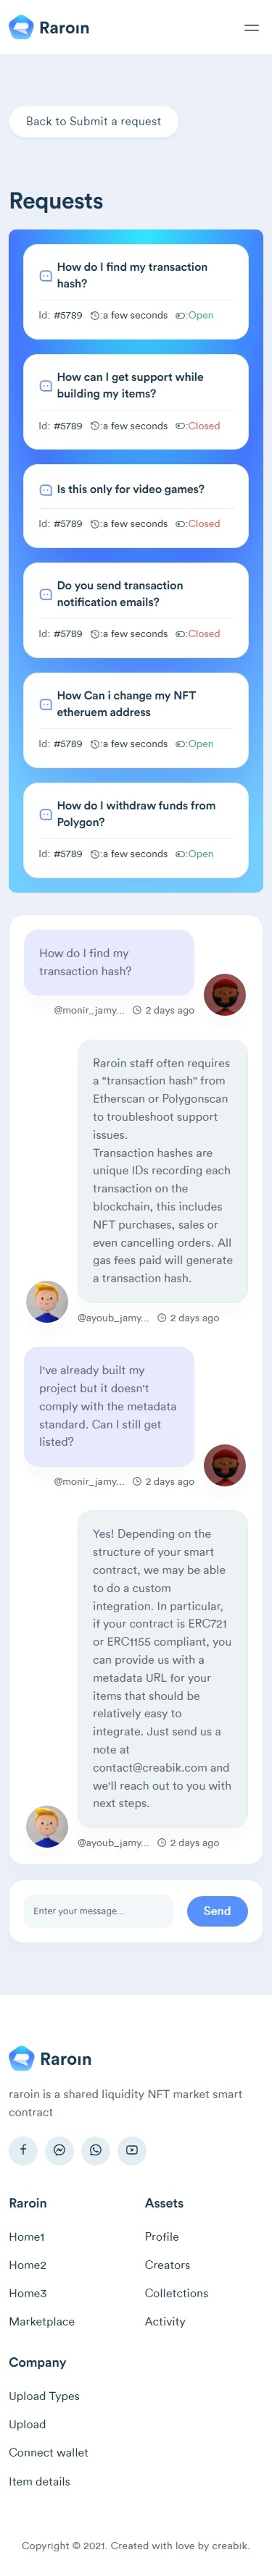 Raroin
Back to Submit a request
Requests
How do I find my transaction
hash?
Id: #5789 :a few seconds :Open
How can I get support while
building my items?
Id: #5789 :a few seconds :Closed
Is this only for video games?
Id: #5789 :a few seconds :Closed
Do you send transaction
notification emails?
Id: #5789 :a few seconds :Closed
How Can i change my NFT
etheruem address
Id: #5789 :a few seconds :Open
How do I withdraw funds from
Polygon?
Id: #5789 :a few seconds :Open
How do I find my
transaction hash?
@monir_jamy... 2 days ago
Raroin staff often requires
a "transaction hash" from
Etherscan or Polygonscan
to troubleshoot support
issues.
Transaction hashes are
unique IDs recording each
transaction on the
blockchain, this includes
NFT purchases, sales or
even cancelling orders. All
gas fees paid will generate
a transaction hash.
@ayoub_jamy... 2 days ago
I've already built my
project but it doesn't
comply with the metadata
standard. Can I still get
listed?
@monir_jamy... 2 days ago
Yes! Depending on the
structure of your smart
contract, we may be able
to do a custom
integration. In particular,
if your contract is ERC721
or ERC1155 compliant, you
can provide us with a
metadata URL for your
items that should be
relatively easy to
integrate. Just send us a
note at
contact@creabik.com and
we'll reach out to you with
next steps.
@ayoub_jamy... 2 days ago
Enter your message...
Send
Raroin
raroin is a shared liquidity NFT market smart
contract
Raroin
Home1
Home2
Home3
Marketplace
Assets
Profile
Creators
Colletctions
Activity
Company
Upload Types
Upload
Connect wallet
Item details
Copyright © 2021. Created with love by creabik.